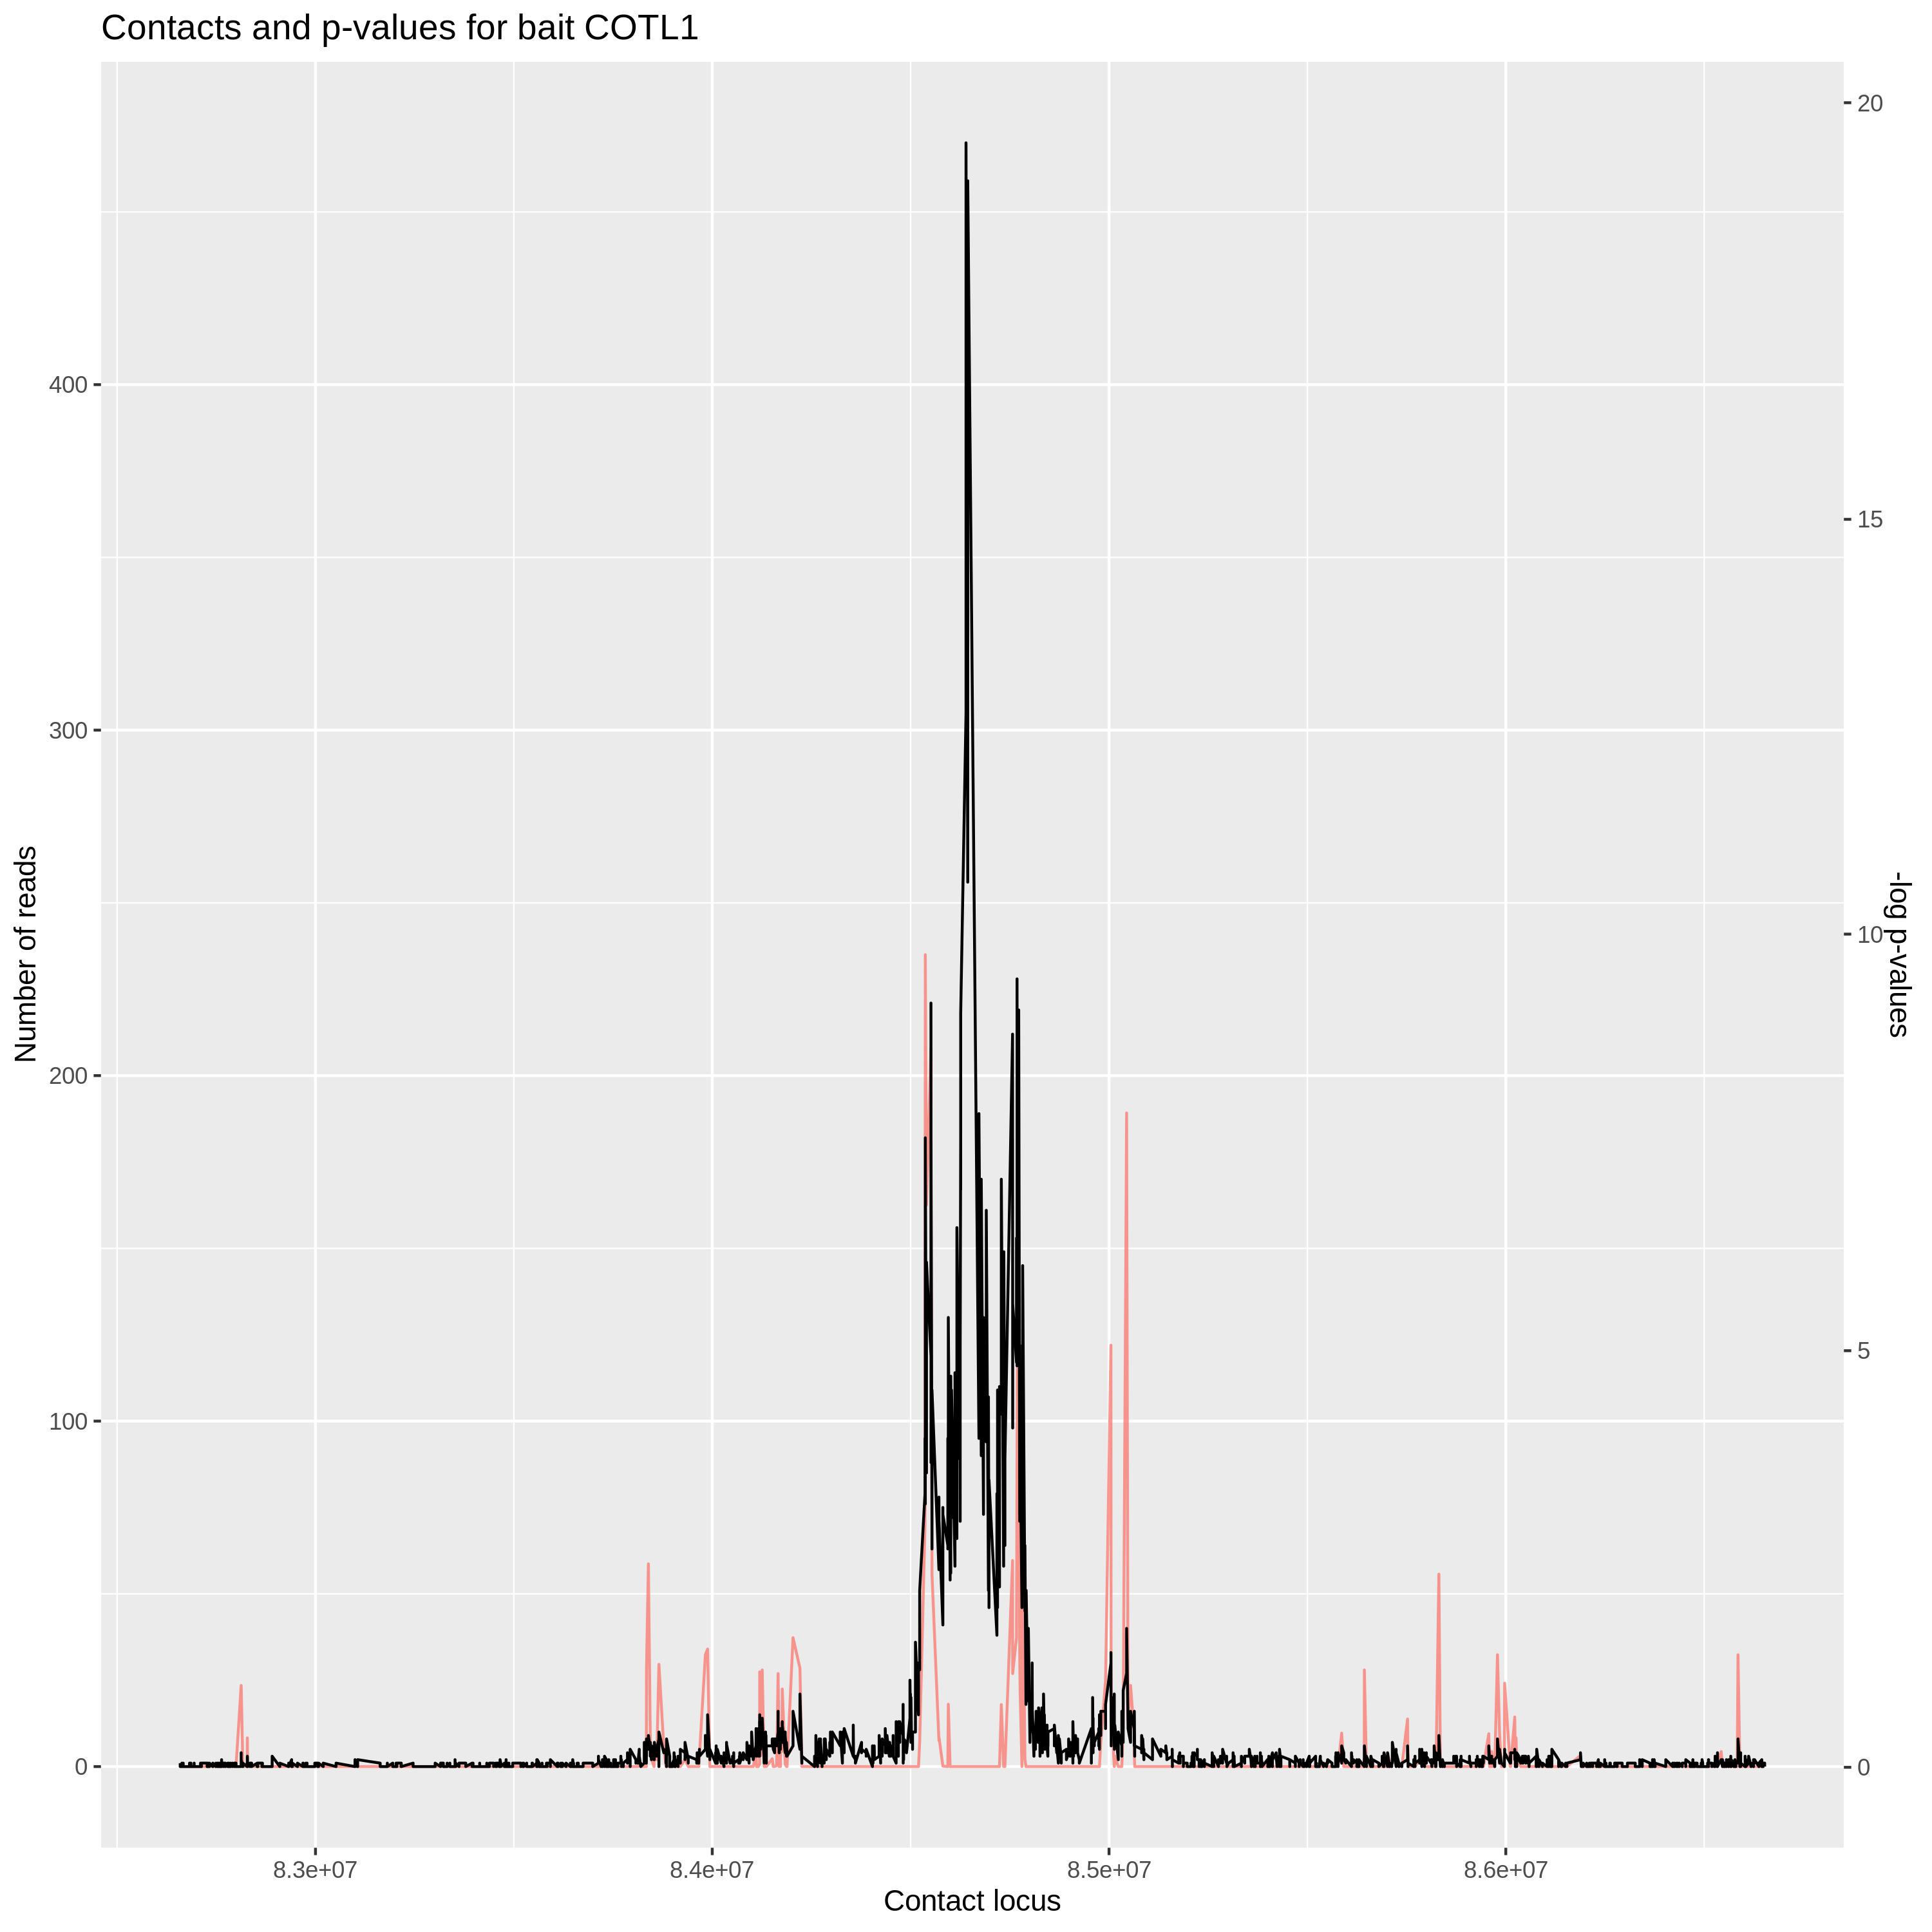 Contacts and p-values for bait COTL1
Number of reads
400
300
200
100
0
20
15
10
5
0
-log p-values
8.3e+07
8.4e+07
8.5e+07
8.6e+07
Contact locus